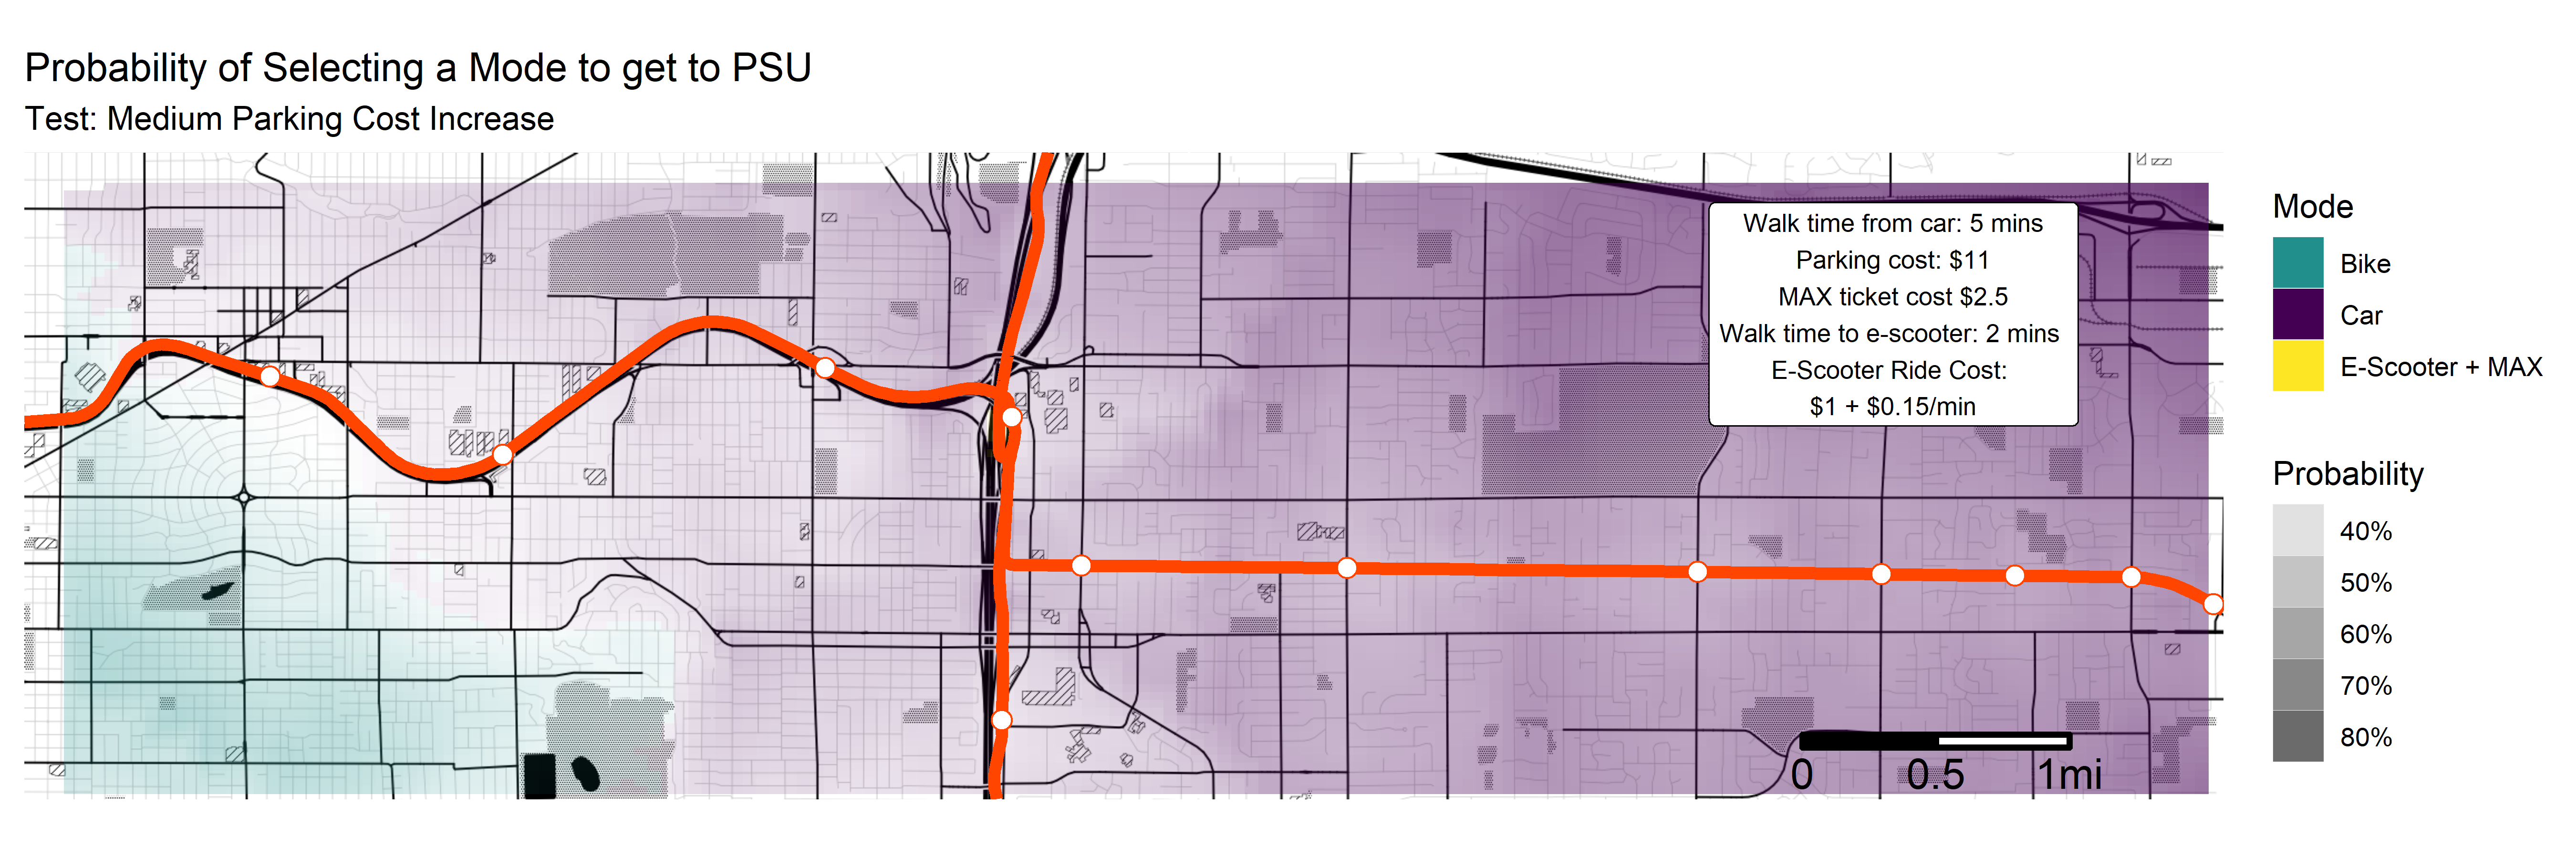 Probability of Selecting a Mode to get to PSU
Test: Medium Parking Cost Increase
Walk time from car: 5 mins
Parking cost: $11
MAX ticket cost $2.5
Walk time to e-scooter: 2 mins
E-Scooter Ride Cost:
$1 + $0.15/min
0 0.5 1mi
Mode
Bike
Car
E-Scooter + MAX
Probability
40%
50%
60%
70%
80%